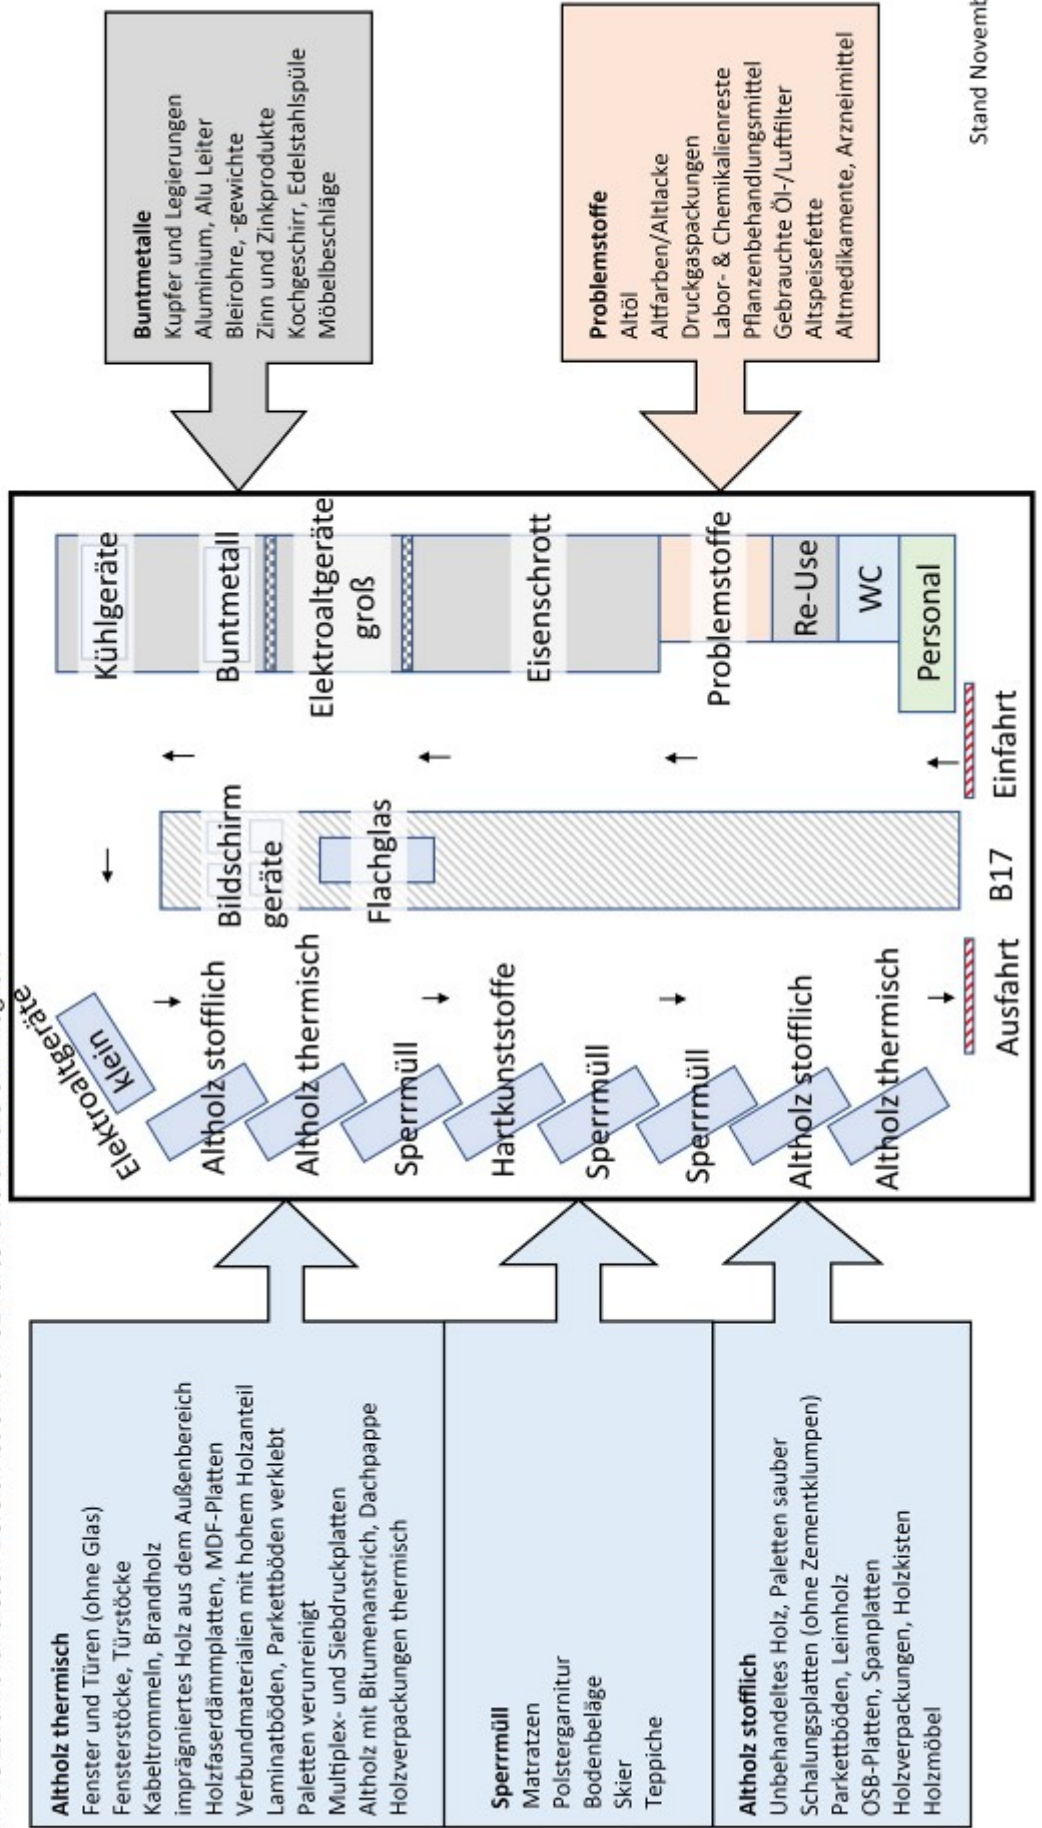 Altholz thermisch
Fenster und Türen (ohne Glas)
Fensterstöcke, Türstöcke
Kabeltrommeln, Brandholz
imprägniertes Holz aus dem Außenbereich
Holzfaserdämmplatten, MDF-Platten
Verbundmaterialien mit hohem Holzanteil
Laminatböden, Parkettböden verklebt
Paletten verunreinigt
Multiplex- und Siebdruckplatten
Altholz mit Bitumenanstrich, Dachpappe
Holzverpackungen thermisch
Sperrmüll
Matratzen
Polstergarnitur
Bodenbeläge
Skier
Teppiche
Altholz stofflich
Unbehandeltes Holz, Paletten sauber
Schalungsplatten (ohne Zementklumpen)
Parkettböden, Leimholz
OSB-Platten, Spanplatten
Holzverpackungen, Holzkisten
Holzmöbel
Elektroaltgeräte
klein
Altholz stofflich
Altholz thermisch
Sperrmüll
Hartkunststoffe
Sperrmüll
Sperrmüll
Altholz stofflich
Altholz thermisch
Ausfahrt
Bildschirm
geräte
Flachglas
B17
Einfahrt
Kühlgeräte
Buntmetall
Elektroaltgeräte
groß
Eisenschrott
Problemstoffe
Re-Use
WC
Personal
Buntmetalle
Kupfer und Legierungen
Aluminium, Alu Leiter
Bleirohre, -gewichte
Zinn und Zinkprodukte
Kochgeschirr, Edelstahlspüle
Möbelbeschläge
Problemstoffe
Altöl
Altfarben/Altlacke
Druckgaspackungen
Labor- & Chemikalienreste
Pflanzenbehandlungsmittel
Gebrauchte Öl-/Luftfilter
Altspeisefette
Altmedikamente, Arzneimittel
Stand Novemb